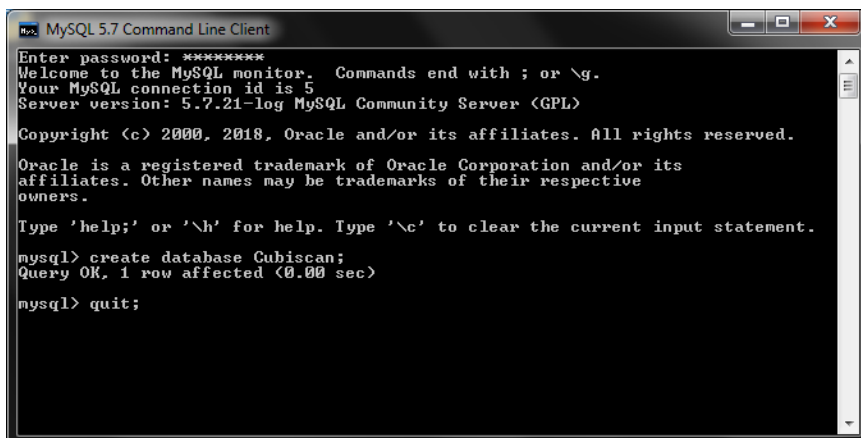 MySQL 5.7 Command Line Client
Enter password: ********
Welcome to the MySQL monitor.  Commands end with ; or \g.
Your MySQL connection id is 5
Server version: 5.7.21-log MySQL Community Server (GPL)
Copyright (c) 2000, 2018, Oracle and/or its affiliates. All rights reserved.
Oracle is a registered trademark of Oracle Corporation and/or its
affiliates. Other names may be trademarks of their respective
owners.
Type 'help;' or '\h' for help. Type '\c' to clear the current input statement.
mysql> create database Cubiscan;
Query OK, 1 row affected (0.00 sec)
mysql> quit;